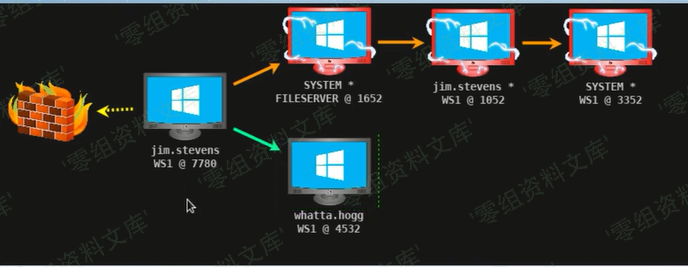 SYSTEM *
FILESERVER @ 1652
jim.stevens *
WS1 @ 1052
SYSTEM *
WS1 @ 3352
jim.stevens
WS1 @ 7780
whatta.hogg
WS1 @ 4532
'零组资料文库'
'零组资料文库'
'零组资料文库'
'零组资料文库'
'零组资料文库'
'零组资料文库'